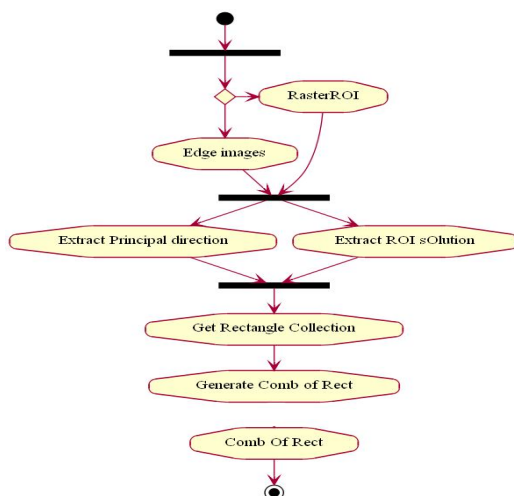 RasterROI
Edge images
Extract Principal direction
Extract ROI sOlution
Get Rectangle Collection
Generate Comb of Rect
Comb Of Rect